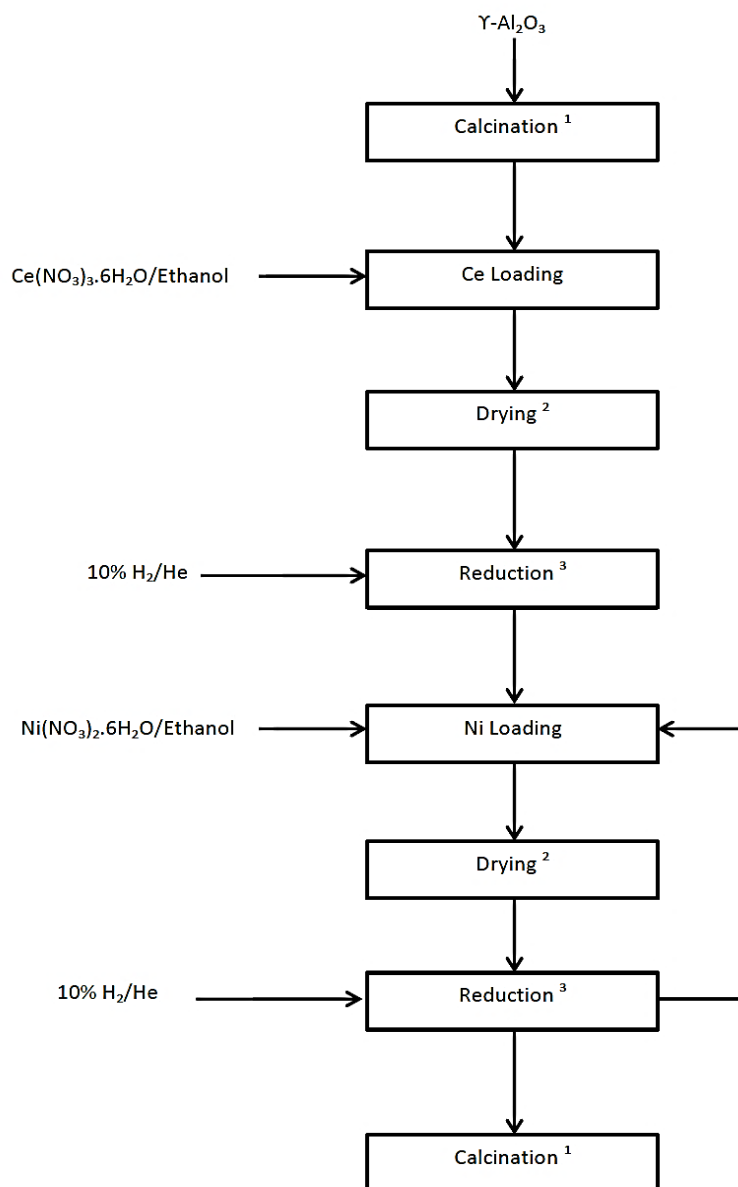 ϒ-Al₂O₃
Calcination ¹
Ce(NO₃)₃.6H₂O/Ethanol
Ce Loading
Drying ²
10% H₂/He
Reduction ³
Ni(NO₃)₂.6H₂O/Ethanol
Ni Loading
Drying ²
10% H₂/He
Reduction ³
Calcination ¹